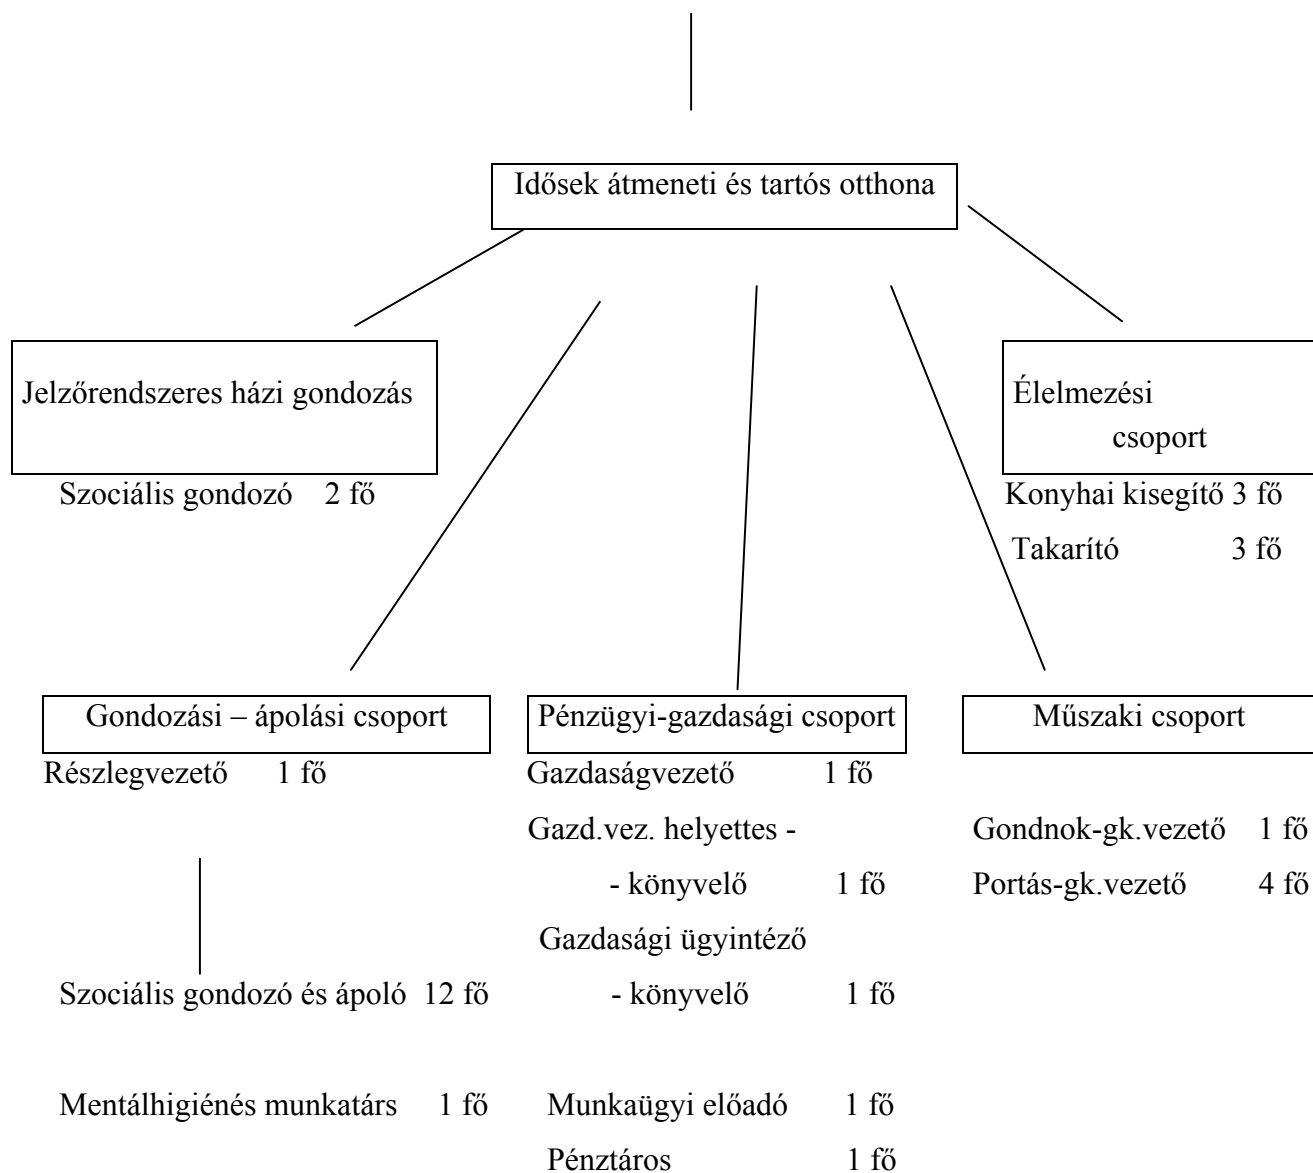 Idősek átmeneti és tartós otthona
Jelzőrendszeres házi gondozás
Szociális gondozó 2 fő
Élelmezési
csoport
Konyhai kisegítő 3 fő
Takarító 3 fő
Gondozási – ápolási csoport
Részlegvezető 1 fő
Szociális gondozó és ápoló 12 fő
Mentálhigiénés munkatárs 1 fő
Pénzügyi-gazdasági csoport
Gazdaságvezető 1 fő
Gazd.vez. helyettes -
- könyvelő 1 fő
Gazdasági ügyintéző
- könyvelő 1 fő
Munkaügyi előadó 1 fő
Pénztáros 1 fő
Műszaki csoport
Gondnok-gk.vezető 1 fő
Portás-gk.vezető 4 fő